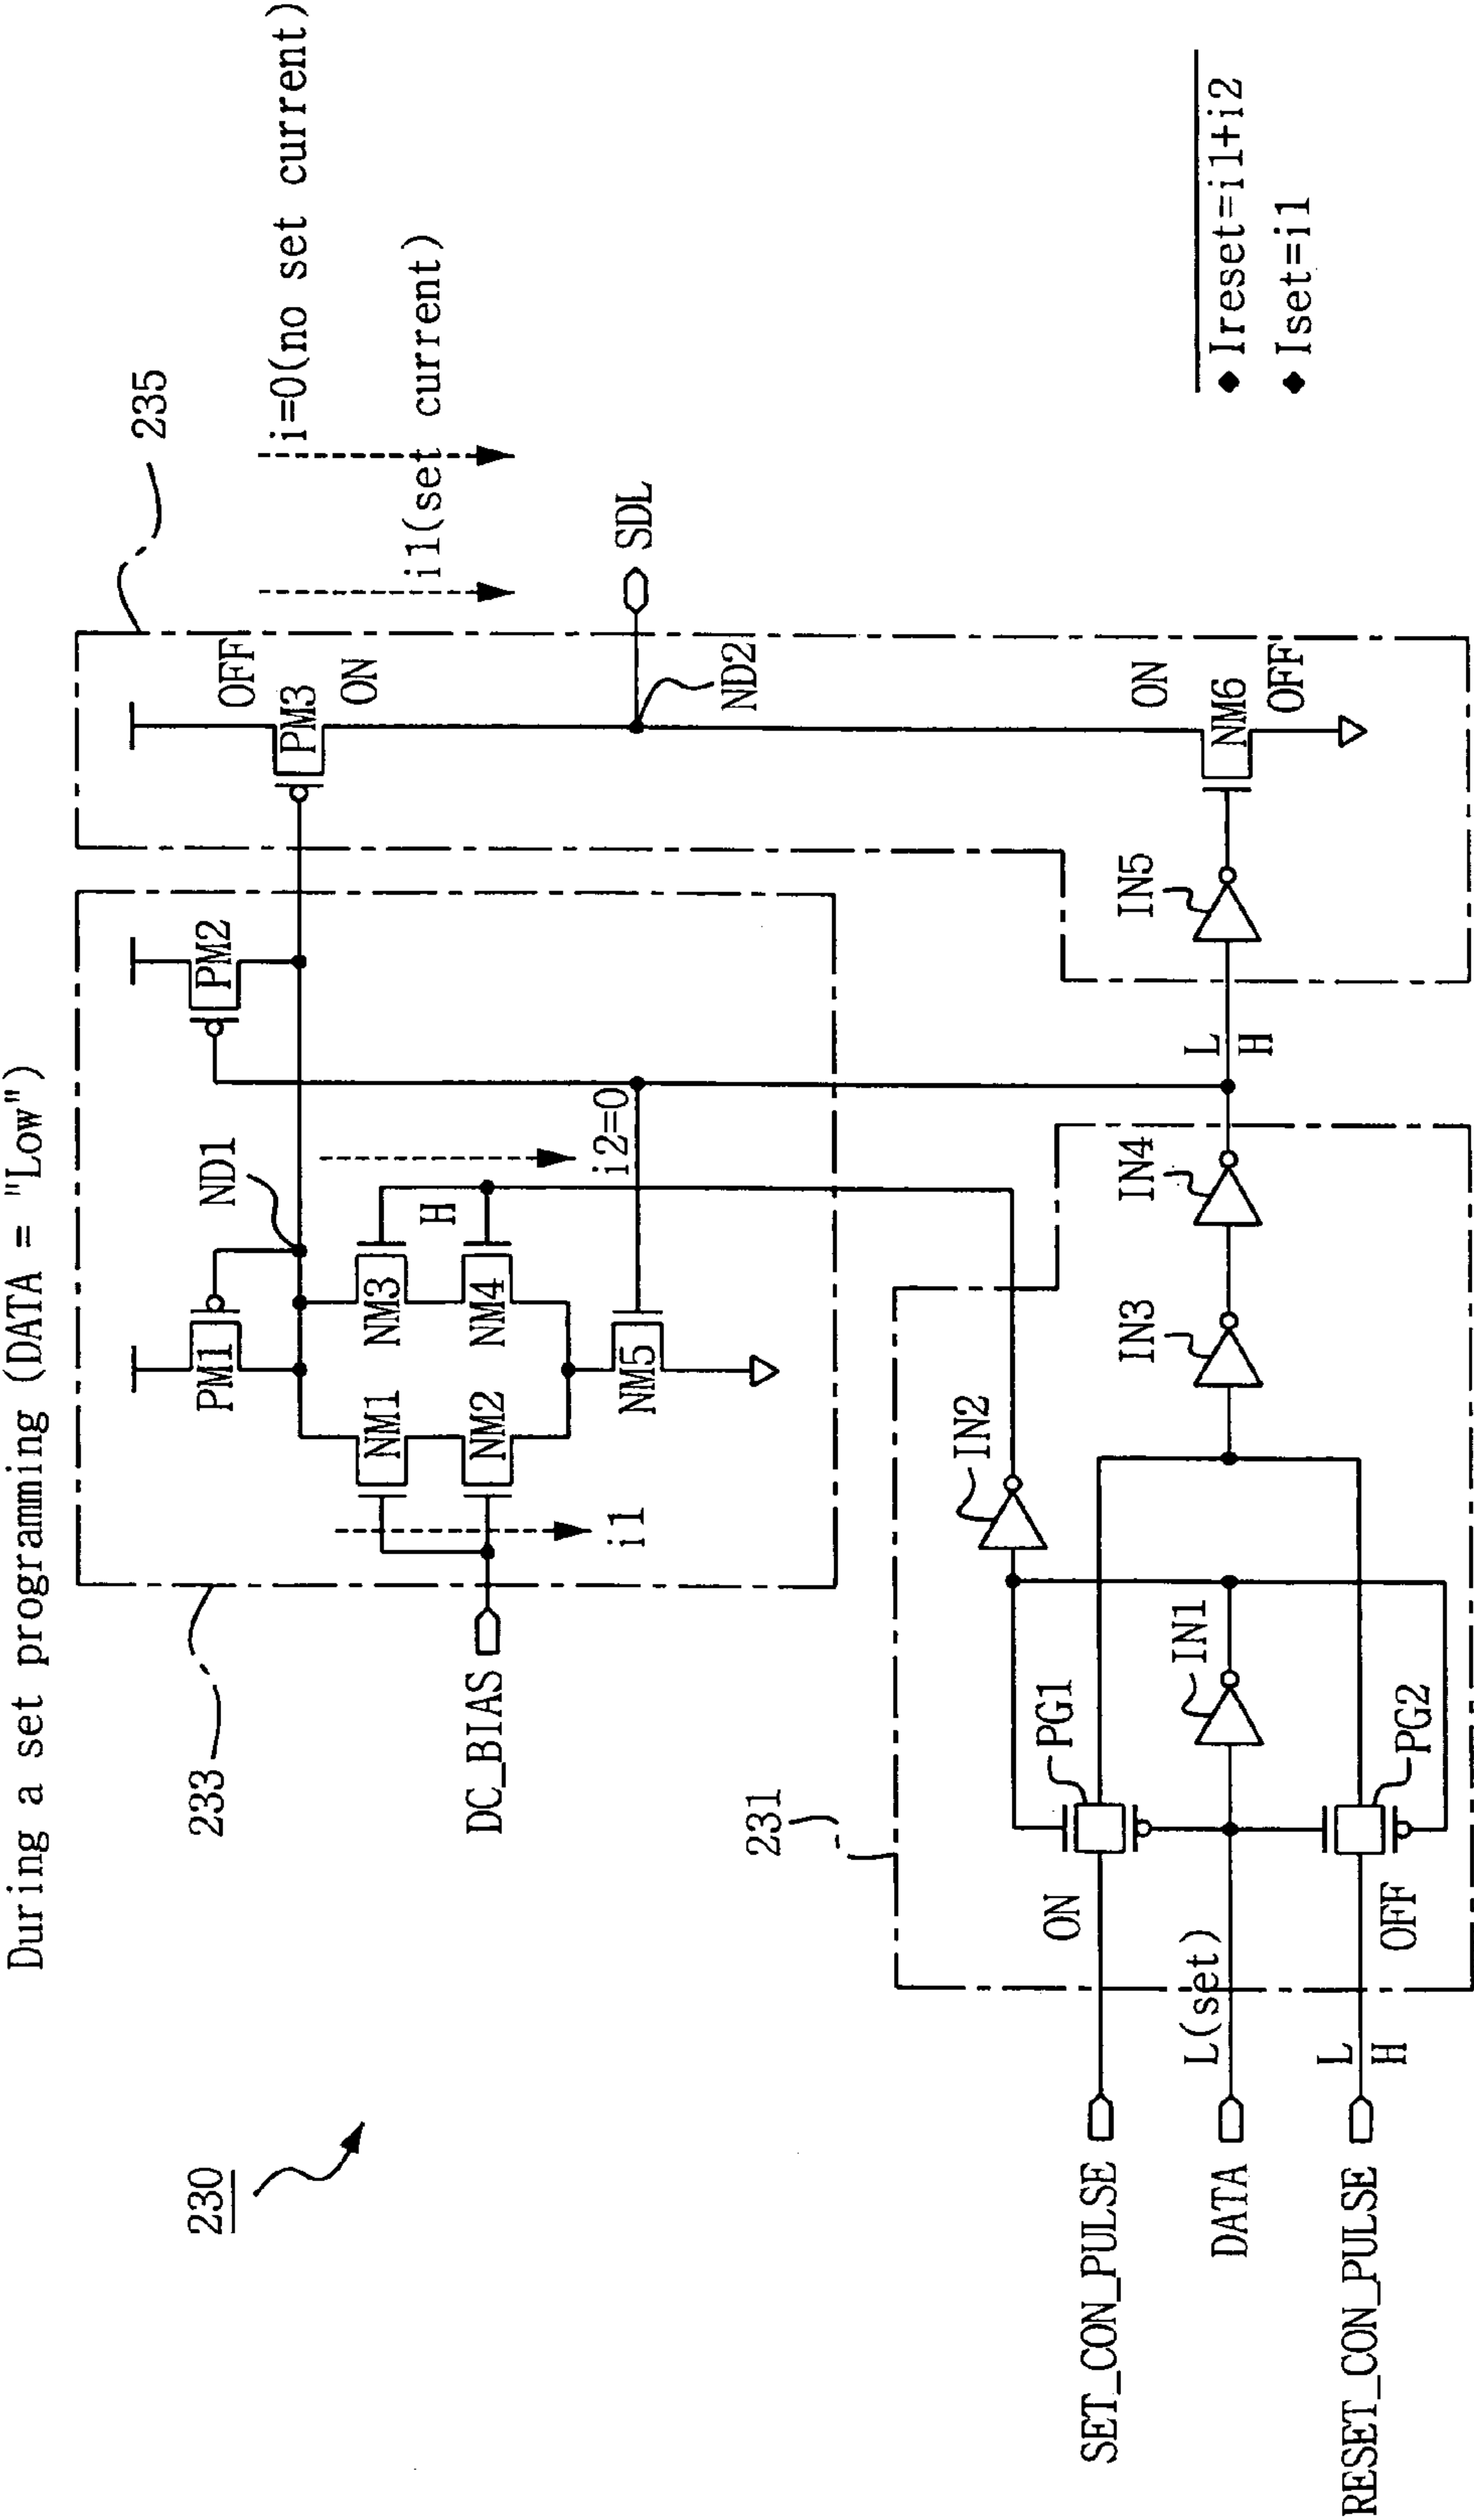 During a set programming (DATA = "Low")
230
233
235
i=0(no set current)
i1(set current)
PM1
ND1
PM2
OFF
PM3
ON
NM1
NM3
H
NM2
NM4
i1
i2=0
NM5
DC_BIAS
SDL
ND2
231
IN2
ON
PG1
SET_CON_PULSE
L(set)
IN1
IN3
IN4
L
H
IN5
ON
NM6
OFF
DATA
L
H
OFF
PG2
RESET_CON_PULSE
◆ Ireset=i1+i2
◆ Iset=i1